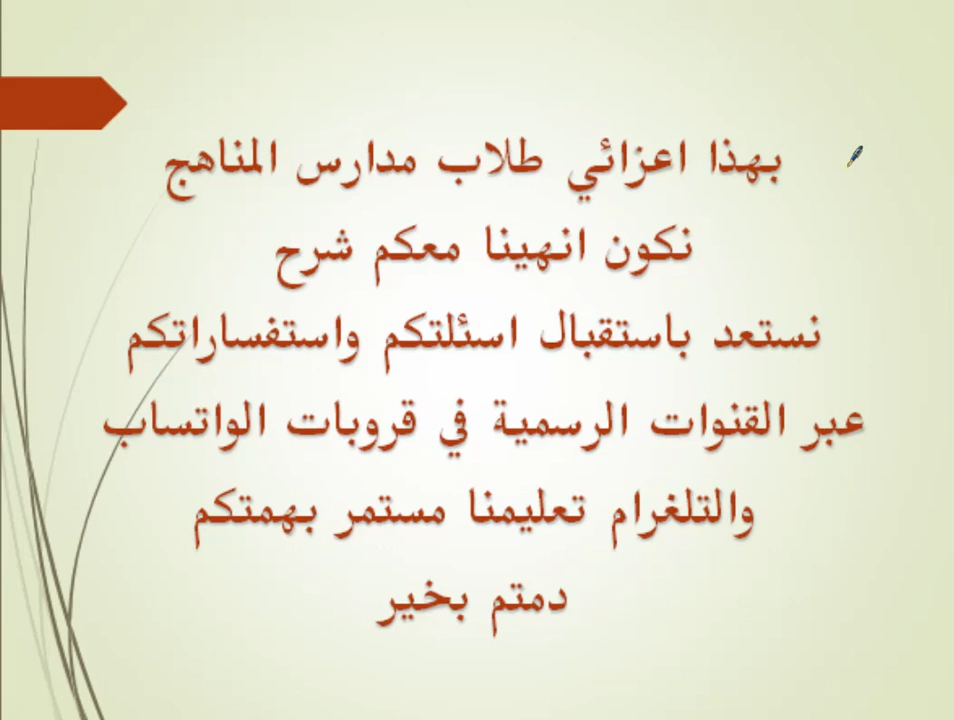 بهذا اعزائي طلاب مدارس المناهج
نكون انهينا معكم شرح
نستعد باستقبال اسئلتكم واستفساراتكم
عبر القنوات الرسمية في قروبات الواتساب
والتلغرام تعليمنا مستمر بهمتكم
دمتم بخير